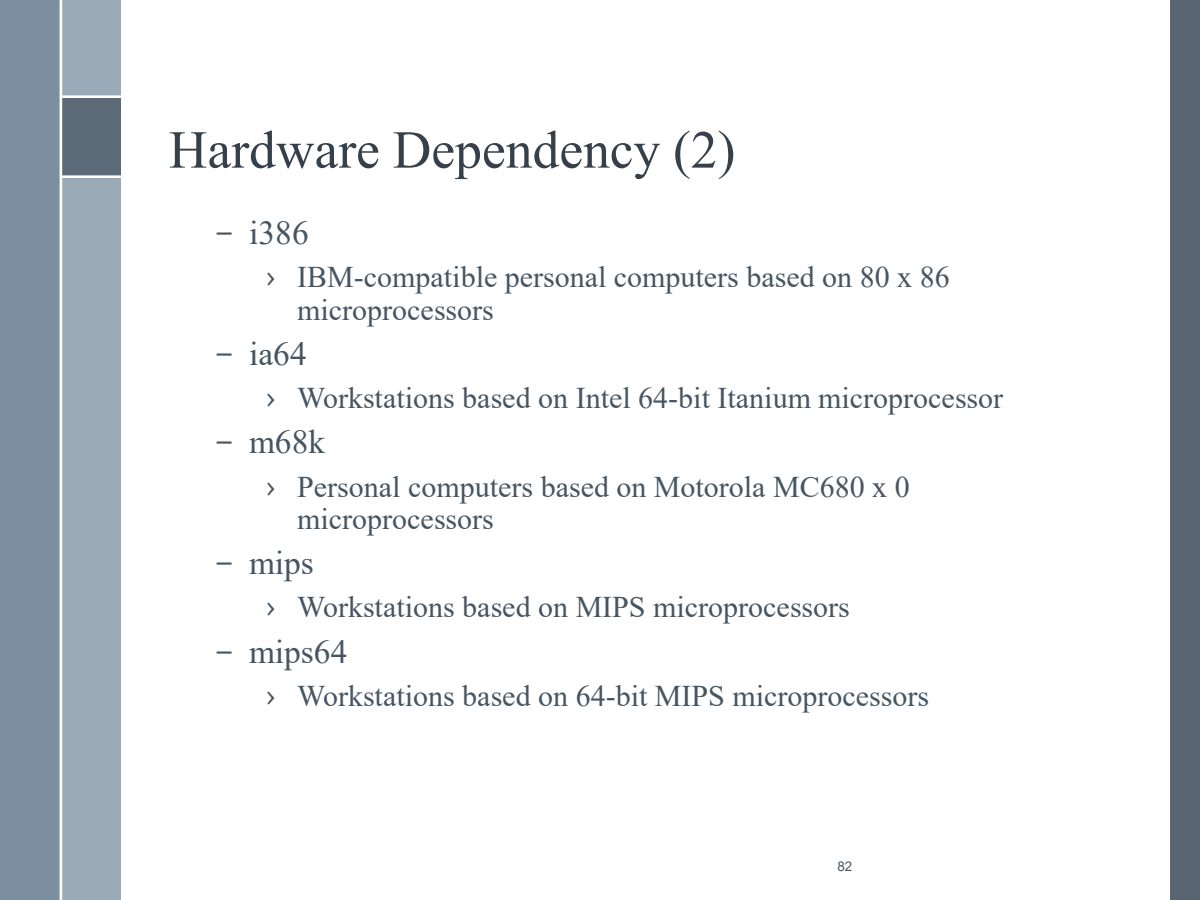 Hardware Dependency (2)
– i386
› IBM-compatible personal computers based on 80 x 86
microprocessors
– ia64
› Workstations based on Intel 64-bit Itanium microprocessor
– m68k
› Personal computers based on Motorola MC680 x 0
microprocessors
– mips
› Workstations based on MIPS microprocessors
– mips64
› Workstations based on 64-bit MIPS microprocessors
82